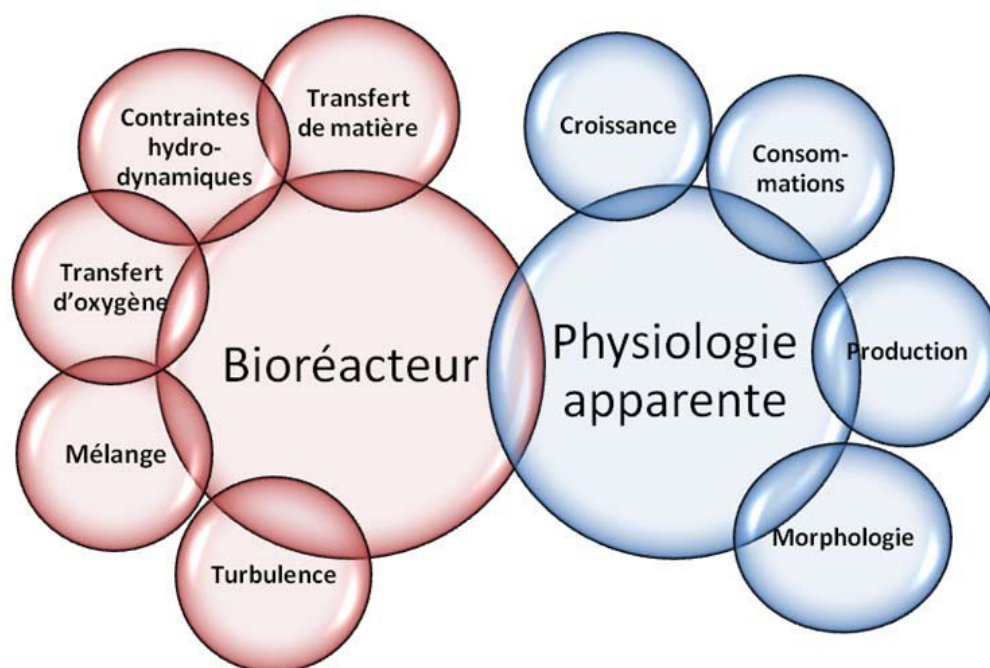 Contraintes
hydro-
dynamiques
Transfert
de matière
Transfert
d'oxygène
Mélange
Turbulence
Bioréacteur
Croissance
Consom-
mations
Physiologie
apparente
Production
Morphologie